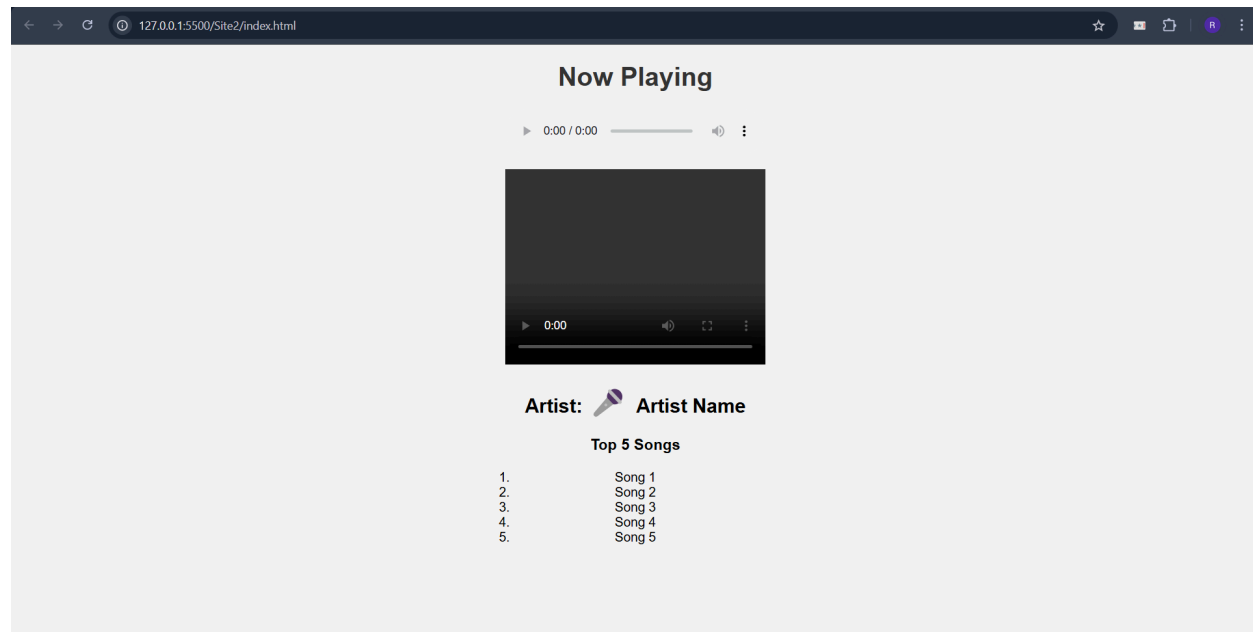 127.0.0.1:5500/Site2/index.html
R
Now Playing
0:00 / 0:00
0:00
Artist: 🎤 Artist Name
Top 5 Songs
1. Song 1
2. Song 2
3. Song 3
4. Song 4
5. Song 5